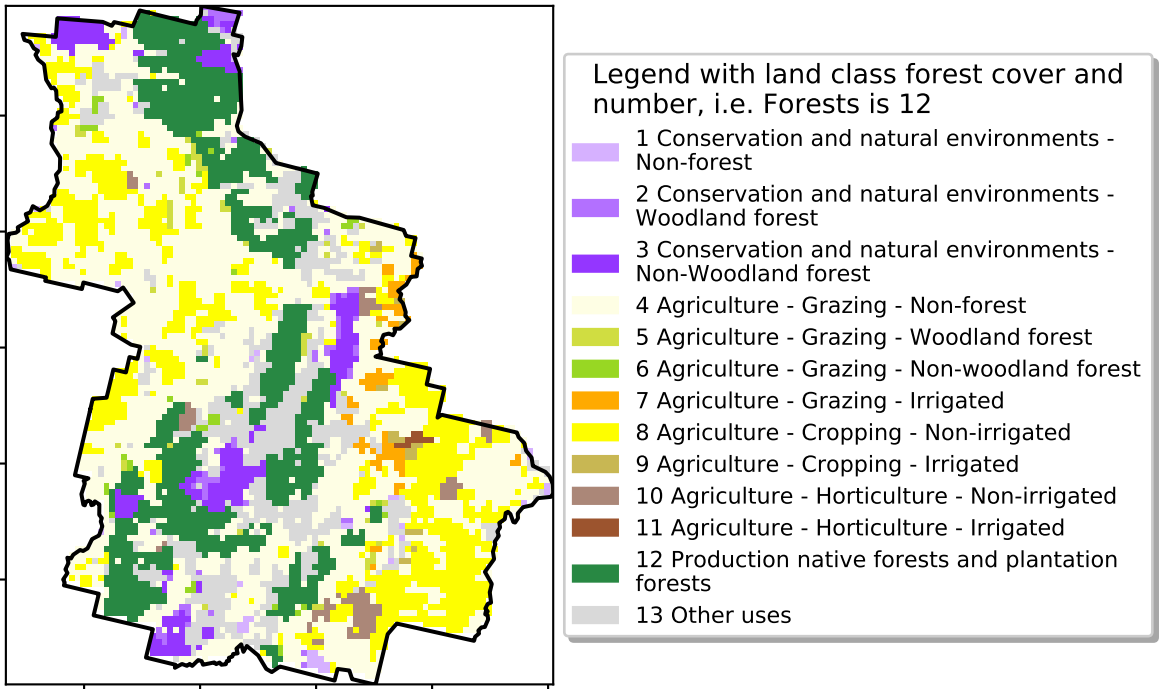 Legend with land class forest cover and
number, i.e. Forests is 12
1 Conservation and natural environments -
Non-forest
2 Conservation and natural environments -
Woodland forest
3 Conservation and natural environments -
Non-Woodland forest
4 Agriculture - Grazing - Non-forest
5 Agriculture - Grazing - Woodland forest
6 Agriculture - Grazing - Non-woodland forest
7 Agriculture - Grazing - Irrigated
8 Agriculture - Cropping - Non-irrigated
9 Agriculture - Cropping - Irrigated
10 Agriculture - Horticulture - Non-irrigated
11 Agriculture - Horticulture - Irrigated
12 Production native forests and plantation
forests
13 Other uses